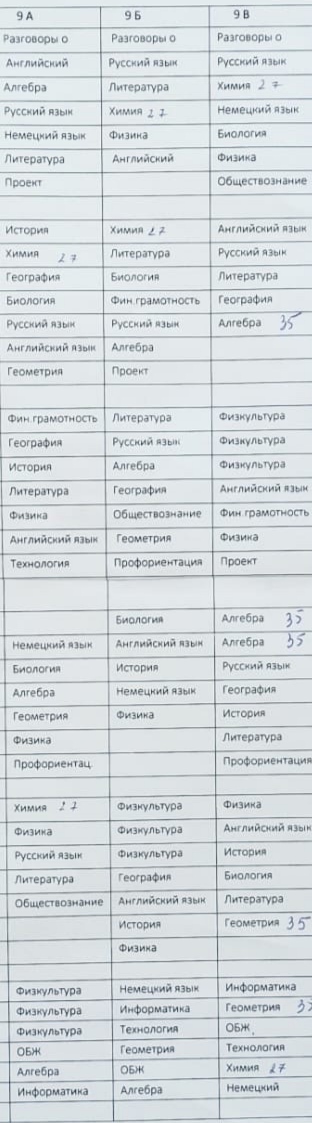 9 А 9 Б 9 В
Разговоры о Разговоры о Разговоры о
Английский Русский язык Русский язык
Алгебра Литература Химия 27
Русский язык Химия 27 Немецкий язык
Немецкий язык Физика Биология
Литература Английский Физика
Проект Обществознание
История Химия 27 Английский язык
Химия 27 Литература Русский язык
География Биология Литература
Биология Фин.грамотность География
Русский язык Русский язык Алгебра 35
Английский язык Алгебра
Геометрия Проект
Фин.грамотность Литература Физкультура
География Русский язык Физкультура
История Алгебра Физкультура
Литература География Английский язык
Физика Обществознание Фин.грамотность
Английский язык Геометрия Физика
Технология Профориентация Проект
Биология Алгебра 35
Немецкий язык Английский язык Алгебра 35
Биология История Русский язык
Алгебра Немецкий язык География
Геометрия Физика История
Физика Литература
Профориентац. Профориентация
Химия 27 Физкультура Физика
Физика Физкультура Английский язык
Русский язык Физкультура История
Литература География Биология
Обществознание Английский язык Литература
История Геометрия 35
Физика
Физкультура Немецкий язык Информатика
Физкультура Информатика Геометрия
Физкультура Технология ОБЖ.
ОБЖ Геометрия Технология
Алгебра ОБЖ Химия 27
Информатика Алгебра Немецкий